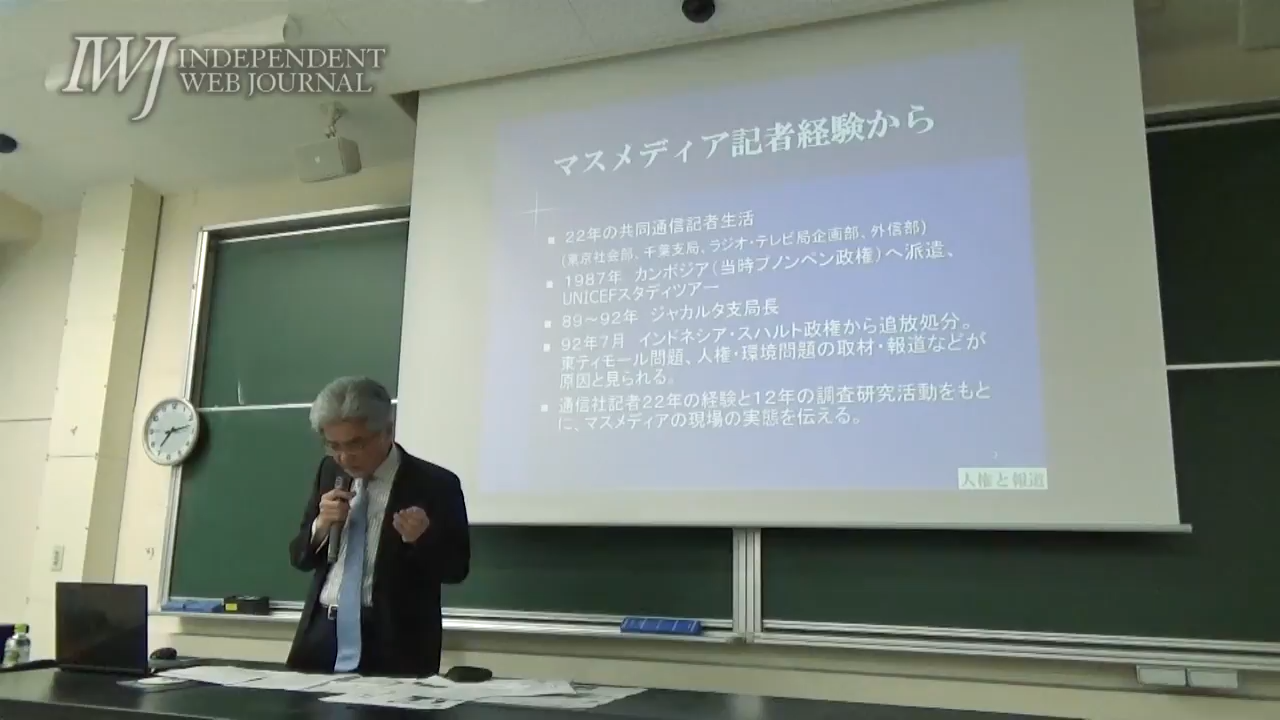 IWJ INDEPENDENT
WEB JOURNAL
マスメディア記者経験から
■ 22年の共同通信記者生活
(東京社会部、千葉支局、ラジオ・テレビ局企画部、外信部)
■ 1987年 カンボジア(当時プノンペン政権)へ派遣、
UNICEFスタディツアー
■ 89～92年 ジャカルタ支局長
■ 92年7月 インドネシア・スハルト政権から追放処分。
東ティモール問題、人権・環境問題の取材・報道などが
原因と見られる。
■ 通信社記者22年の経験と12年の調査研究活動をもと
に、マスメディアの現場の実態を伝える。
人権と報道